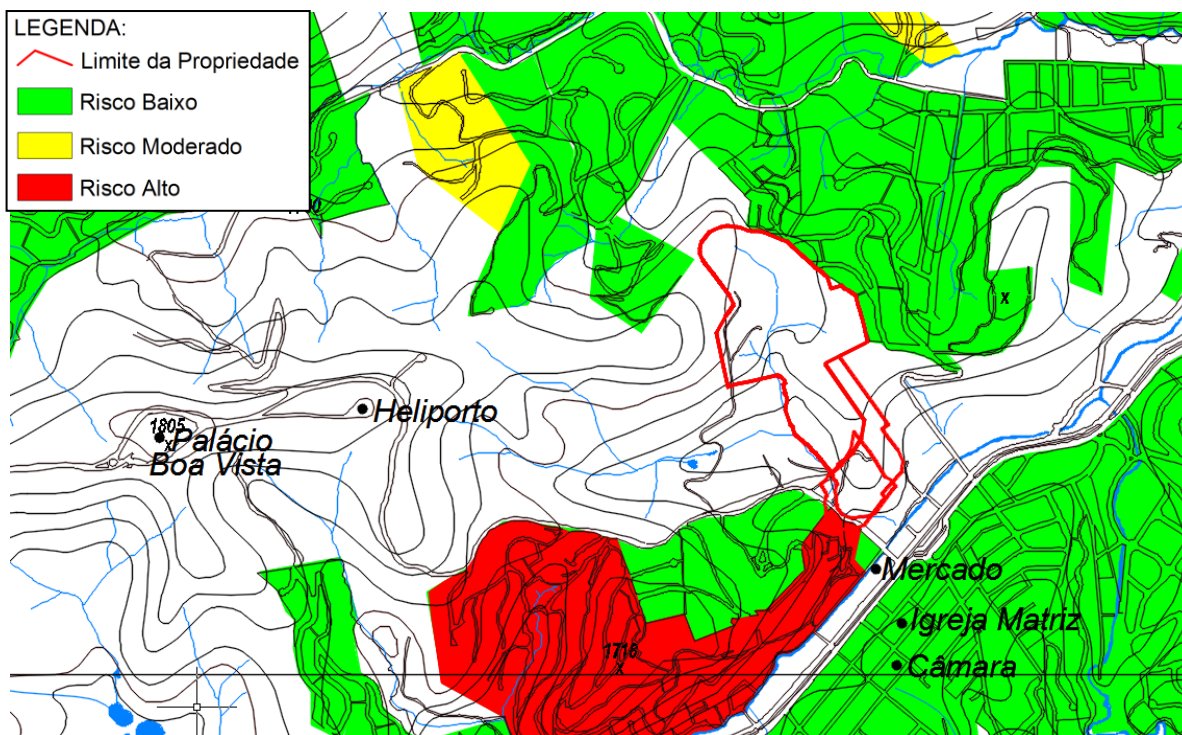 LEGENDA:
Limite da Propriedade
Risco Baixo
Risco Moderado
Risco Alto
x
Heliporto
1805
x
Palácio
Boa Vista
Mercado
Igreja Matriz
1718
x
Câmara